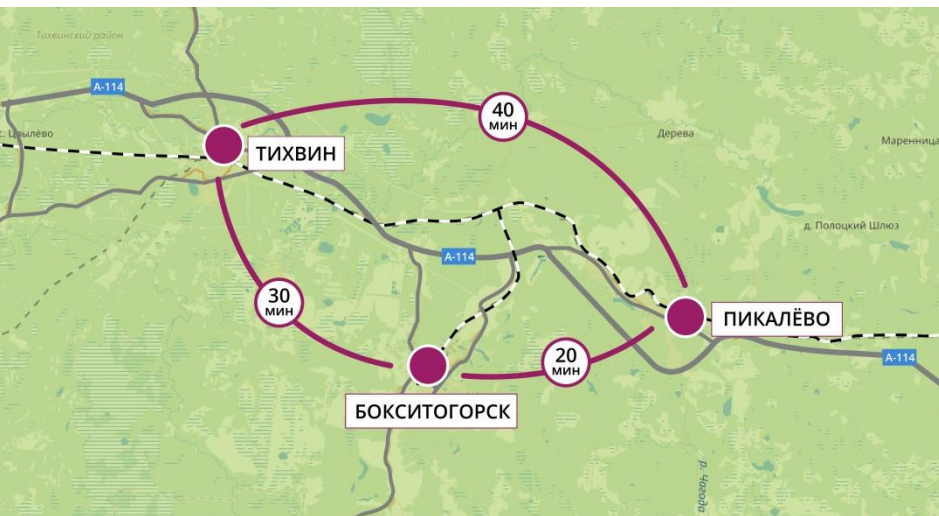 Тихвинский район
А-114
40
мин
с. Цвылёво
Дерева
Маренница
ТИХВИН
д. Полоцкий Шлюз
А-114
30
мин
ПИКАЛЁВО
20
мин
А-114
БОКСИТОГОРСК
р. Чагода